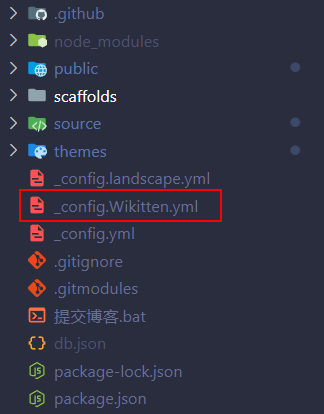 .github
node_modules
public
scaffolds
source
themes
_config.landscape.yml
_config.Wikitten.yml
_config.yml
.gitignore
.gitmodules
提交博客.bat
db.json
package-lock.json
package.json